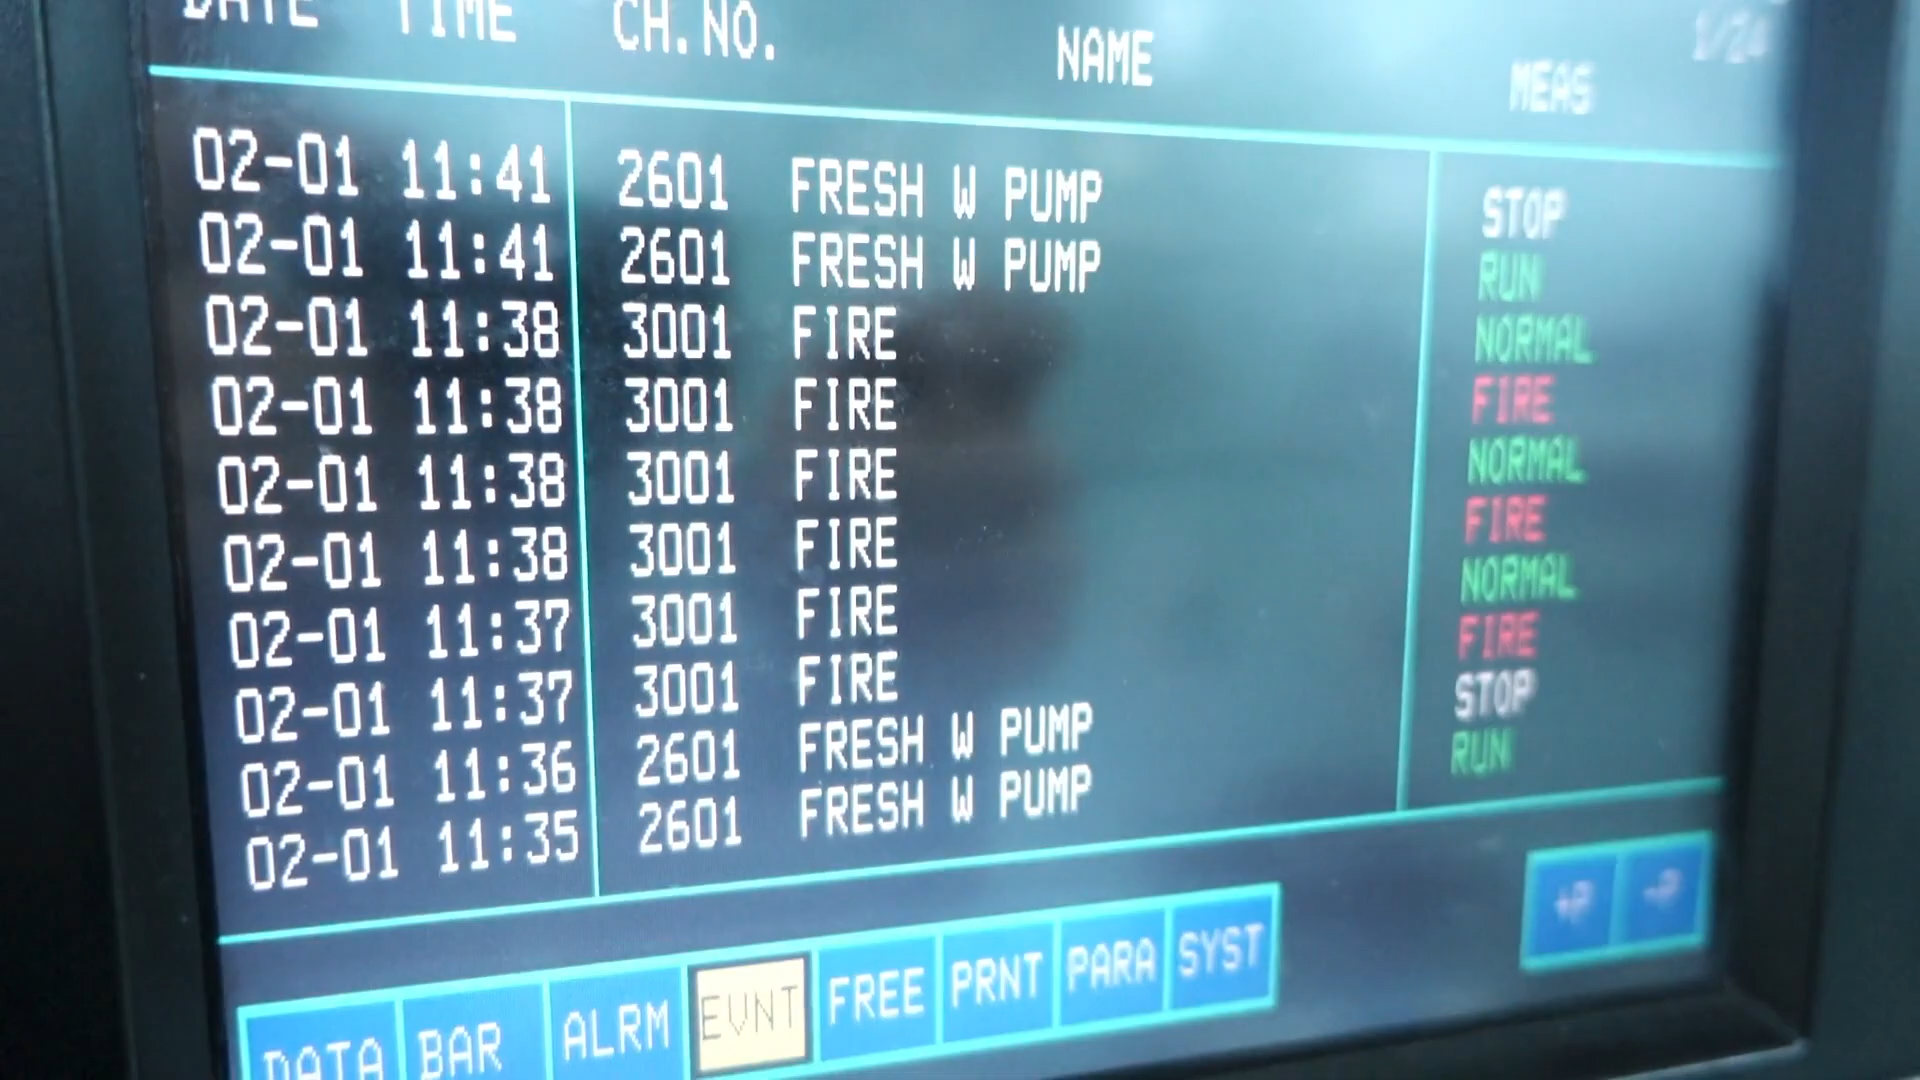 DATE TIME CH.NO. NAME MEAS 1/24
02-01 11:41 2601 FRESH W PUMP STOP
02-01 11:41 2601 FRESH W PUMP RUN
02-01 11:38 3001 FIRE NORMAL
02-01 11:38 3001 FIRE FIRE
02-01 11:38 3001 FIRE NORMAL
02-01 11:38 3001 FIRE FIRE
02-01 11:37 3001 FIRE NORMAL
02-01 11:37 3001 FIRE FIRE
02-01 11:36 2601 FRESH W PUMP STOP
02-01 11:35 2601 FRESH W PUMP RUN
DATA BAR ALRM EVNT FREE PRNT PARA SYST +P -P